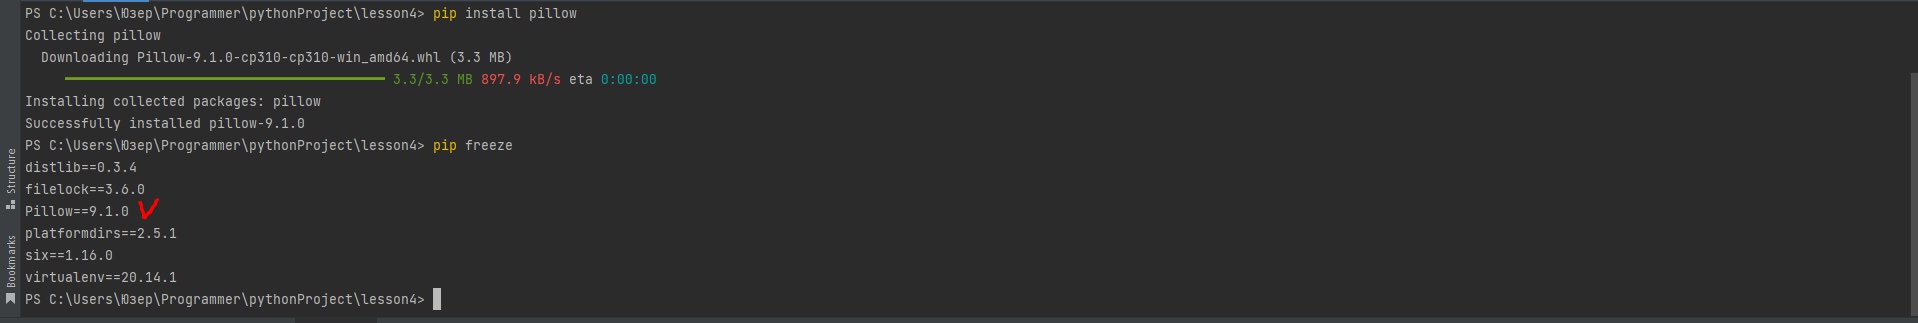 PS C:\Users\Юзер\Programmer\pythonProject\lesson4> pip install pillow
Collecting pillow
Downloading Pillow-9.1.0-cp310-cp310-win_amd64.whl (3.3 MB)
3.3/3.3 MB 897.9 kB/s eta 0:00:00
Installing collected packages: pillow
Successfully installed pillow-9.1.0
PS C:\Users\Юзер\Programmer\pythonProject\lesson4> pip freeze
distlib==0.3.4
filelock==3.6.0
Pillow==9.1.0
platformdirs==2.5.1
six==1.16.0
virtualenv==20.14.1
PS C:\Users\Юзер\Programmer\pythonProject\lesson4>
Structure
Bookmarks